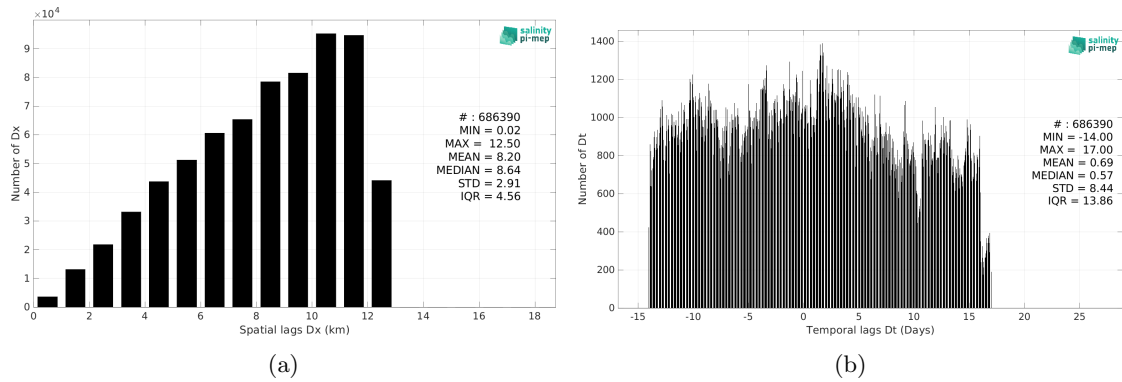 ×10⁴
salinity
pi-mep
9
8
7
6
5
4
3
2
1
0
Number of Dx
# : 686390
MIN = 0.02
MAX = 12.50
MEAN = 8.20
MEDIAN = 8.64
STD = 2.91
IQR = 4.56
0 2 4 6 8 10 12 14 16 18
Spatial lags Dx (km)
(a)
salinity
pi-mep
1400
1200
1000
800
600
400
200
0
Number of Dt
# : 686390
MIN = -14.00
MAX = 17.00
MEAN = 0.69
MEDIAN = 0.57
STD = 8.44
IQR = 13.86
-15 -10 -5 0 5 10 15 20 25
Temporal lags Dt (Days)
(b)